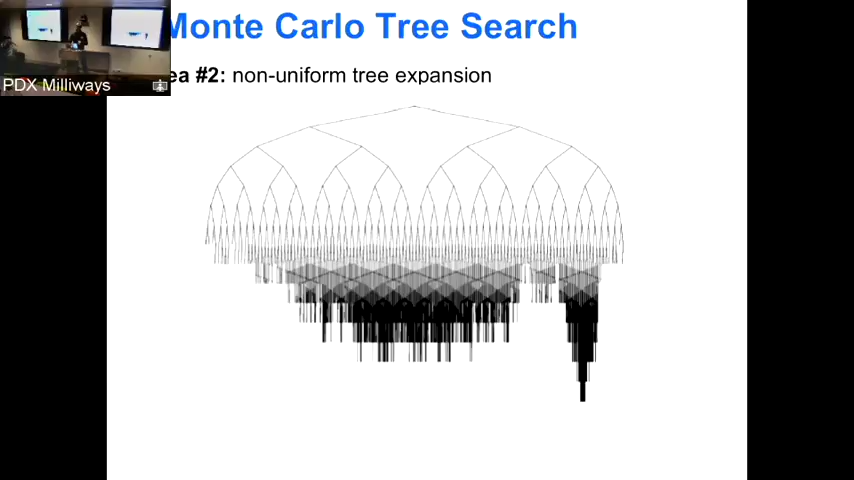 Monte Carlo Tree Search
ea #2: non-uniform tree expansion
PDX Milliways